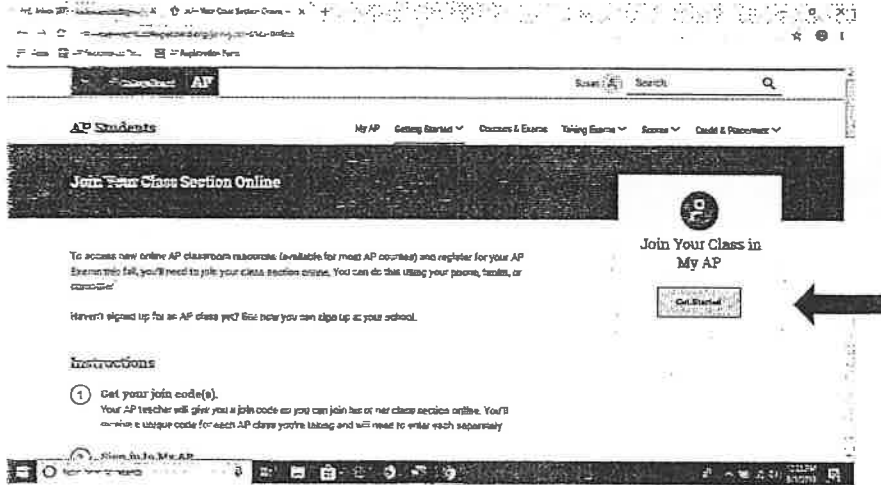 AP
Susan
Search
AP Students
My AP
Getting Started
Courses & Exams
Taking Exams
Scores
Credit & Placement
Join Your Class Section Online
Join Your Class in
My AP
Get Started
To access new online AP classroom resources (available for most AP courses) and register for your AP
Exams this fall, you'll need to join your class section online. You can do this using your phone, tablet, or
computer.
Haven't signed up for an AP class yet? See how you can sign up at your school.
Instructions
1 Get your join code(s).
Your AP teacher will give you a join code so you can join his or her class section online. You'll
receive a unique code for each AP class you're taking and will need to enter each separately
Sign in to My AP